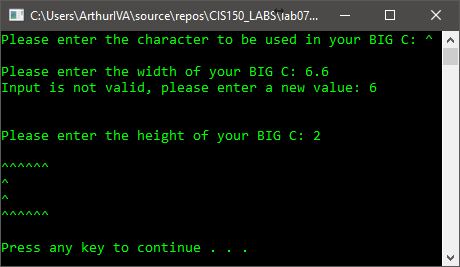 C:\Users\ArthurIVA\source\repos\CIS150_LABS\lab07...
Please enter the character to be used in your BIG C: ^
Please enter the width of your BIG C: 6.6
Input is not valid, please enter a new value: 6
Please enter the height of your BIG C: 2
^^^^^^
^
^
^^^^^^
Press any key to continue . . .